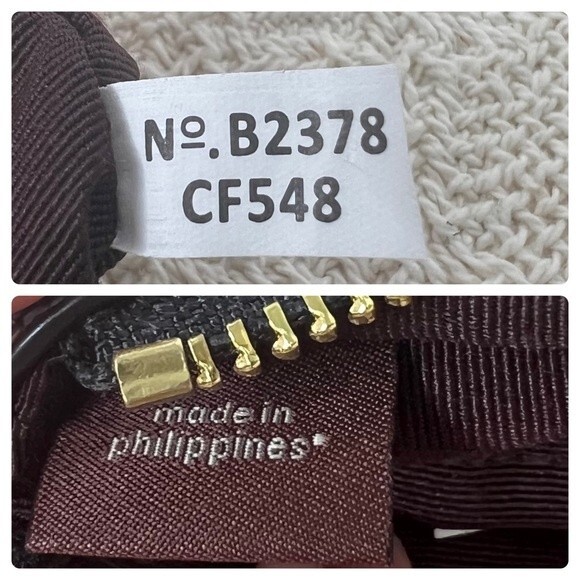 Nº. B2378
CF548
made in
philippines*